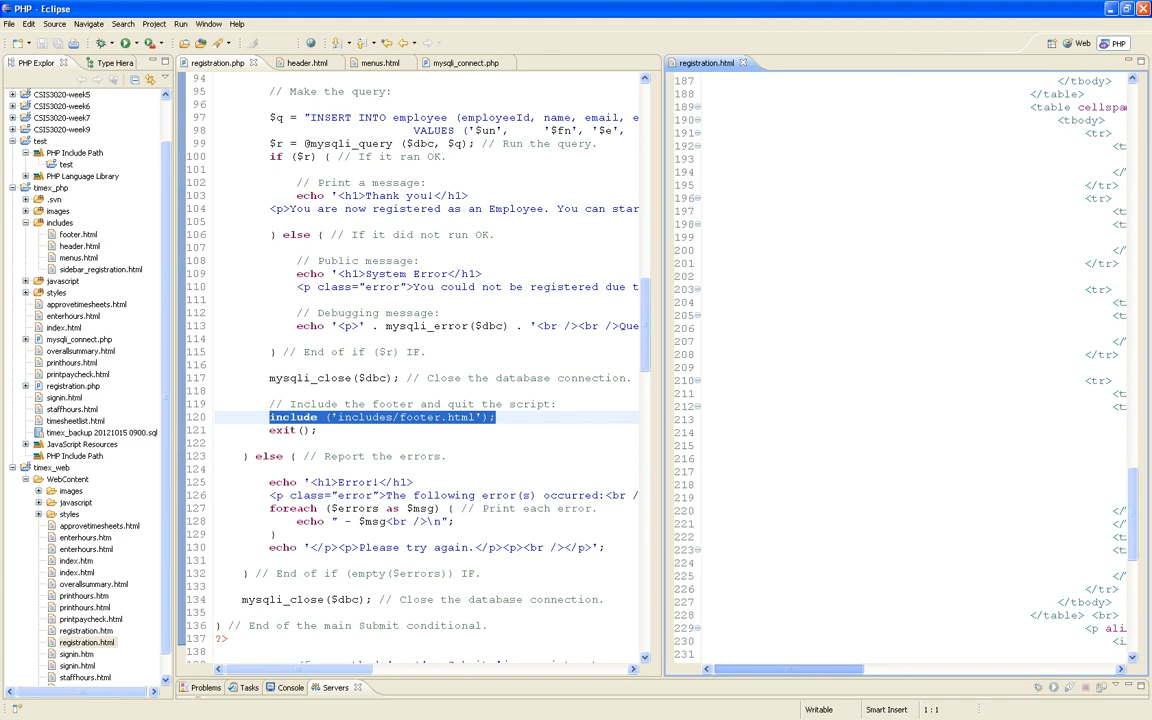 PHP - Eclipse
File Edit Source Navigate Search Project Run Window Help
Web PHP
PHP Explor Type Hiera
registration.php header.html menus.html mysqli_connect.php
registration.html
CSIS3020-week5
CSIS3020-week6
CSIS3020-week7
CSIS3020-week9
test
PHP Include Path
test
PHP Language Library
timex_php
.svn
images
includes
footer.html
header.html
menus.html
sidebar_registration.html
javascript
styles
approvetimesheets.html
enterhours.html
index.html
mysqli_connect.php
overallsummary.html
printhours.html
printpaycheck.html
registration.php
signin.html
staffhours.html
timesheetlist.html
timex_backup 20121015 0900.sql
JavaScript Resources
PHP Include Path
timex_web
WebContent
images
javascript
styles
approvetimesheets.html
enterhours.htm
enterhours.html
index.htm
index.html
overallsummary.html
printhours.htm
printhours.html
printpaycheck.html
registration.htm
registration.html
signin.htm
signin.html
staffhours.html
94
95 // Make the query:
96
97 $q = "INSERT INTO employee (employeeId, name, email, e
98 VALUES ('$un', '$fn', '$e',
99 $r = @mysqli_query ($dbc, $q); // Run the query.
100 if ($r) { // If it ran OK.
101
102 // Print a message:
103 echo '<h1>Thank you!</h1>
104 <p>You are now registered as an Employee. You can star
105
106 } else { // If it did not run OK.
107
108 // Public message:
109 echo '<h1>System Error</h1>
110 <p class="error">You could not be registered due t
111
112 // Debugging message:
113 echo '<p>' . mysqli_error($dbc) . '<br /><br />Que
114
115 } // End of if ($r) IF.
116
117 mysqli_close($dbc); // Close the database connection.
118
119 // Include the footer and quit the script:
120 include ('includes/footer.html');
121 exit();
122
123 } else { // Report the errors.
124
125 echo '<h1>Error!</h1>
126 <p class="error">The following error(s) occurred:<br /
127 foreach ($errors as $msg) { // Print each error.
128 echo " - $msg<br />\n";
129 }
130 echo '</p><p>Please try again.</p><p><br /></p>';
131
132 } // End of if (empty($errors)) IF.
133
134 mysqli_close($dbc); // Close the database connection.
135
136 } // End of the main Submit conditional.
137 ?>
138
187 </tbody>
188 </table>
189 <table cellspa
190 <tbody>
191 <tr>
192 <t
193
194 </
195 </tr>
196 <tr>
197 <t
198 <t
199
200 </
201 </tr>
202
203 <tr>
204 <t
205 <t
206
207 </
208 </tr>
209
210 <tr>
211 <t
212 <t
213
214
215
216
217
218
219
220 </
221 </
222 <t
223 <t
224
225 </
226 </tr>
227 </tbody>
228 </table> <br>
229 <p ali
230 <i
231
Problems Tasks Console Servers
Writable Smart Insert 1 : 1